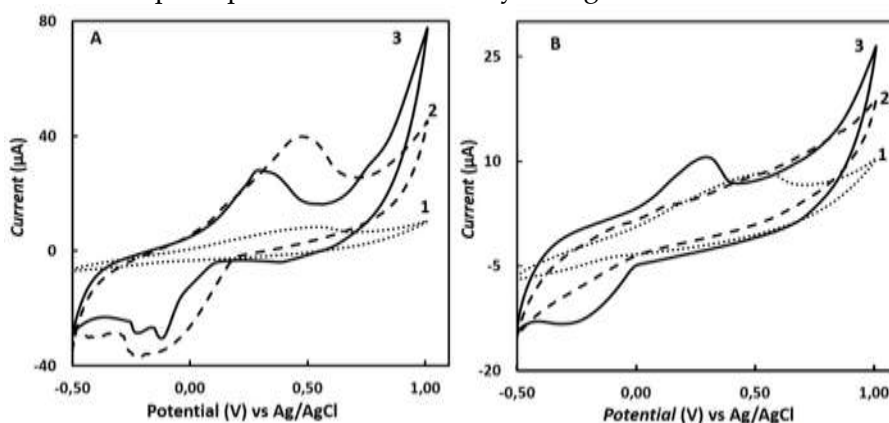 80
A
3
2
1
40
0
-40
Current (µA)
-0,50 0,00 0,50 1,00
Potential (V) vs Ag/AgCl
25
B
3
2
1
10
-5
-20
Current (µA)
-0,50 0,00 0,50 1,00
Potential (V) vs Ag/AgCl